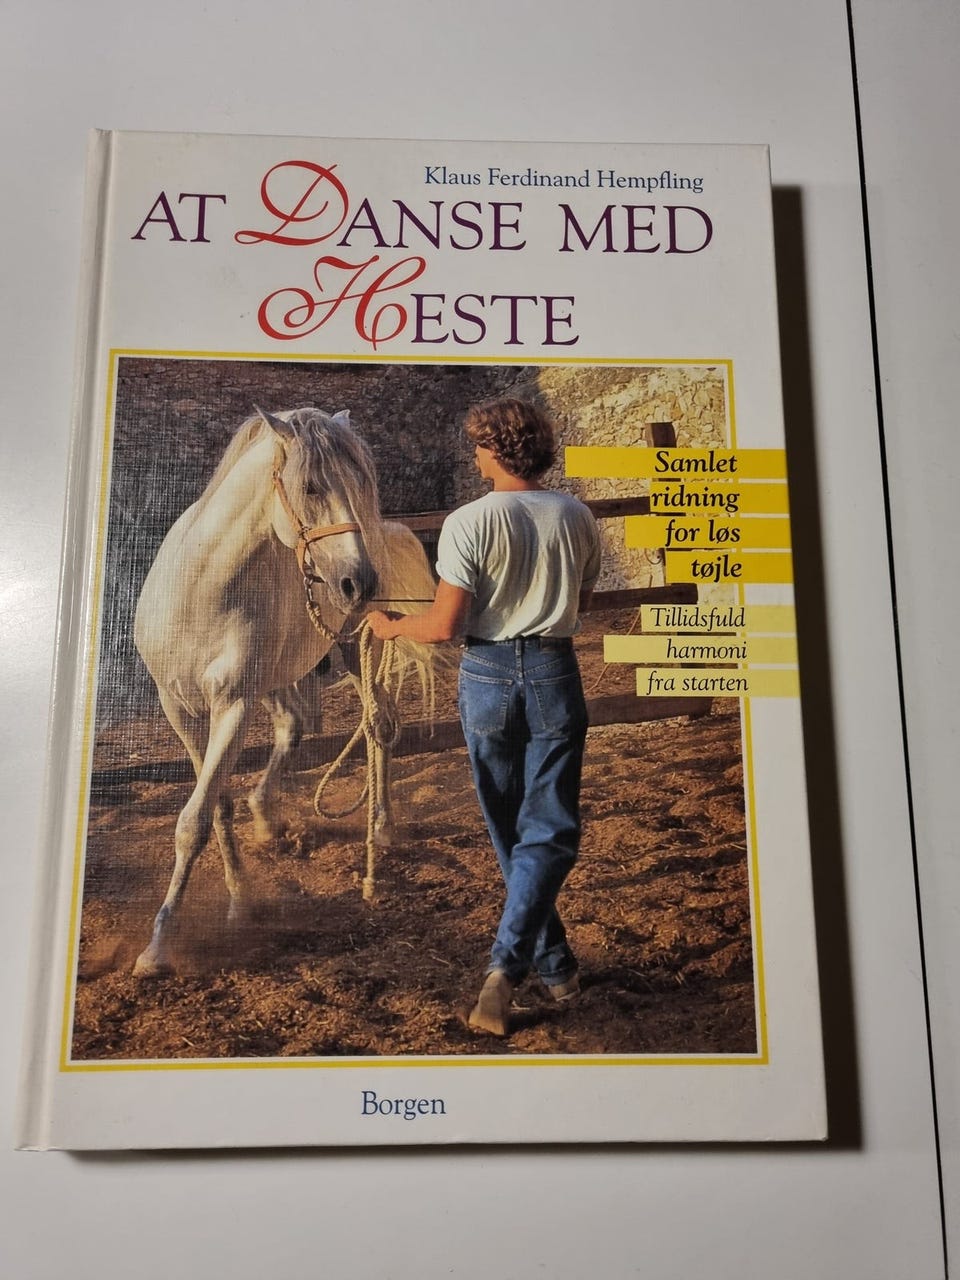 Klaus Ferdinand Hempfling
AT DANSE MED
HESTE
Samlet
ridning
for løs
tøjle
Tillidsfuld
harmoni
fra starten
Borgen